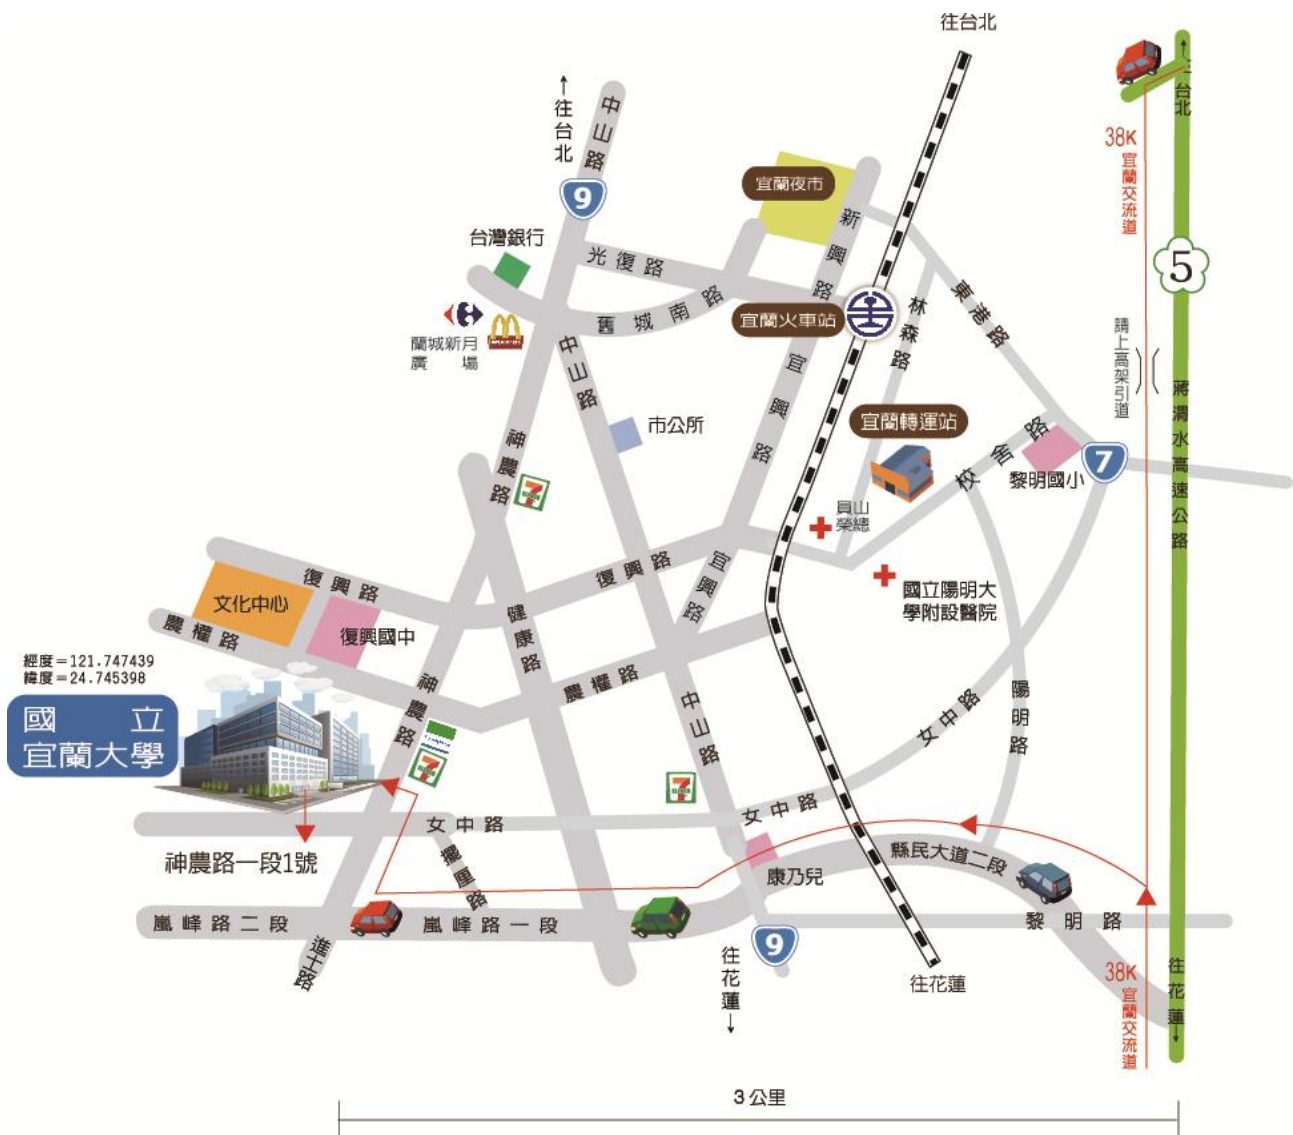 往台北
↑往台北
中山路
9
宜蘭夜市
新興路
38K
宜蘭交流道
↑往台北
5
台灣銀行
光復路
舊城南路
宜蘭火車站
林森路
東港路
請上高架引道
蔣渭水高速公路
蘭城新月
廣場
中山路
宜興路
市公所
神農路
7
ELEVEN
宜蘭轉運站
校舍路
黎明國小
7
員山
榮總
國立陽明大
學附設醫院
復興路
復興路
宜興路
文化中心
復興國中
農權路
健康路
農權路
經度=121.747439
緯度=24.745398
國立
宜蘭大學
神農路
7
ELEVEN
中山路
7
ELEVEN
女中路
陽明路
女中路
女中路
神農路一段1號
擺厘路
康乃兒
縣民大道二段
嵐峰路二段
嵐峰路一段
黎明路
進士路
9
往花蓮↓
往花蓮
38K
宜蘭交流道
往花蓮↓
3公里